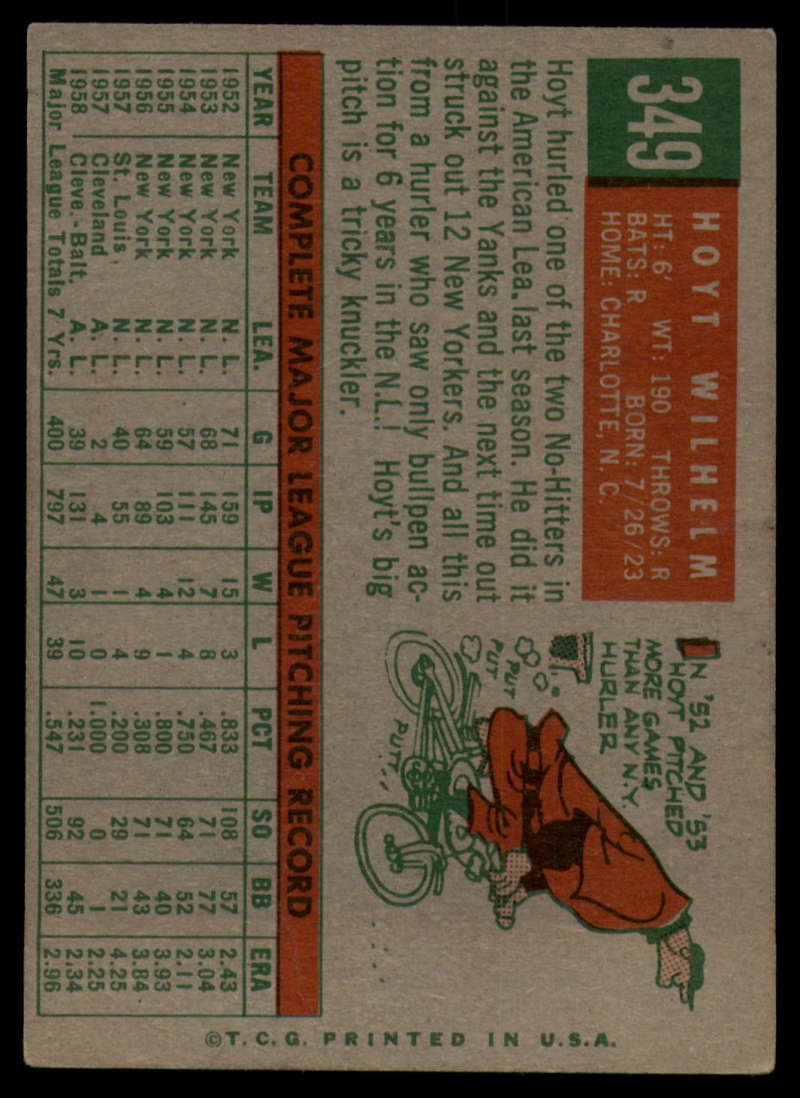 349
HOYT WILHELM
HT: 6' WT: 190 THROWS: R
BATS: R BORN: 7/26/23
HOME: CHARLOTTE, N. C.
Hoyt hurled one of the two No-Hitters in
the American Lea. last season. He did it
against the Yanks and the next time out
struck out 12 New Yorkers. And all this
from a hurler who saw only bullpen ac-
tion for 6 years in the N.L.! Hoyt's big
pitch is a tricky knuckler.
IN '52 AND '53
HOYT PITCHED
MORE GAMES
THAN ANY N.Y.
HURLER
PUT
PUT
PUTT...
COMPLETE MAJOR LEAGUE PITCHING RECORD
YEAR TEAM LEA. G IP W L PCT SO BB ERA
1952 New York N. L. 71 159 15 3 .833 108 57 2.43
1953 New York N. L. 68 145 7 8 .467 71 77 3.04
1954 New York N. L. 57 111 12 4 .750 64 52 2.11
1955 New York N. L. 59 103 4 1 .800 71 40 3.93
1956 New York N. L. 64 89 4 9 .308 71 43 3.84
1957 St. Louis, N. L. 40 55 1 4 .200 29 21 4.25
1957 Cleveland A. L. 2 4 1 0 1.000 0 1 2.25
1958 Cleve.-Balt. A. L. 39 131 3 10 .231 92 45 2.34
Major League Totals 7 Yrs. 400 797 47 39 .547 506 336 2.96
©T.C.G. PRINTED IN U.S.A.